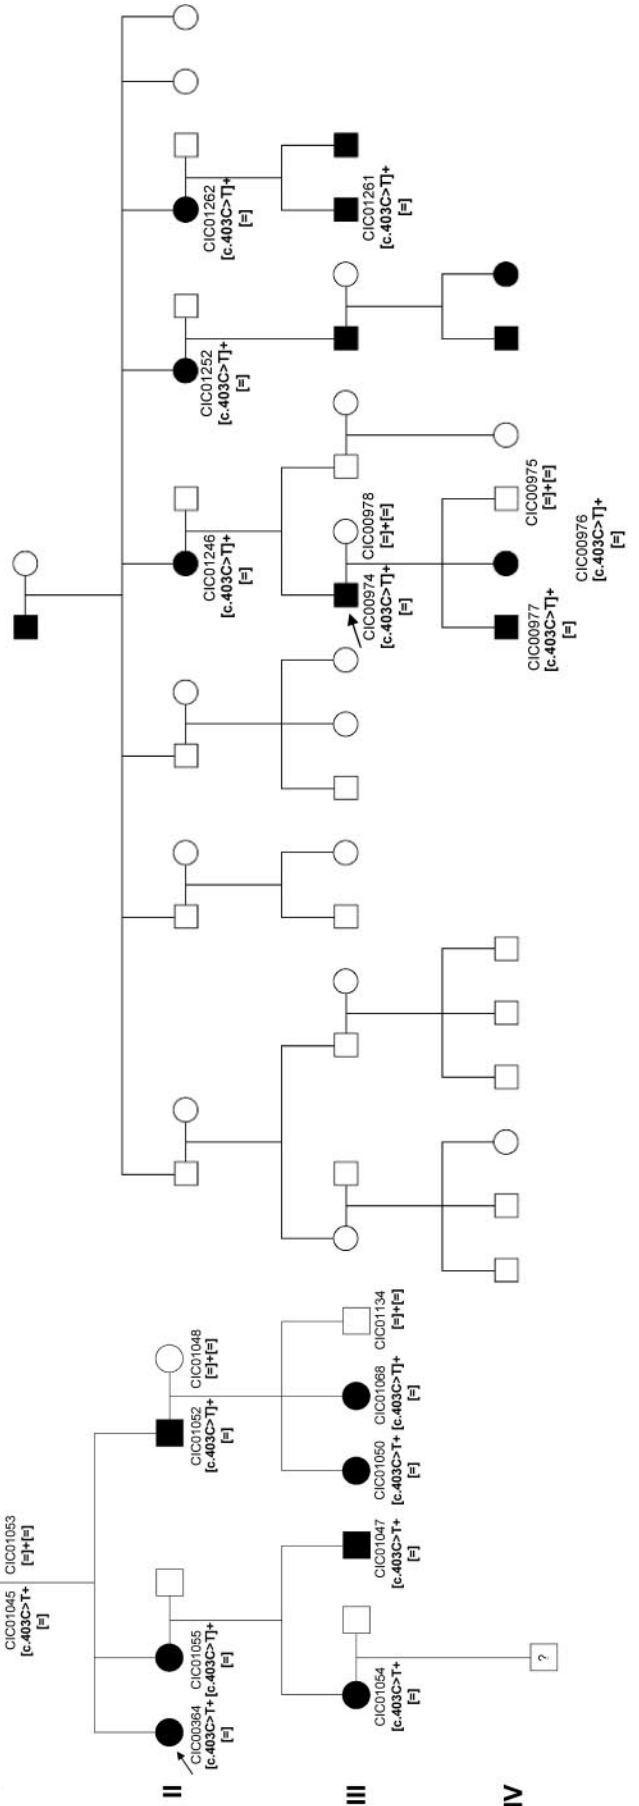 CIC01045
[c.403C>T+
[=]
CIC01053
[=]+[=]
II
CIC00364
[c.403C>T+
[=]
CIC01055
[c.403C>T]+
[=]
CIC01052
[c.403C>T]+
[=]
CIC01048
[=]+[=]
III
CIC01054
[c.403C>T+
[=]
CIC01047
[c.403C>T+
[=]
CIC01050
[c.403C>T+
[=]
CIC01068
[c.403C>T]+
[=]
CIC01134
[=]+[=]
IV
?
CIC01246
[c.403C>T]+
[=]
CIC01252
[c.403C>T]+
[=]
CIC01262
[c.403C>T]+
[=]
CIC00974
[c.403C>T]+
[=]
CIC00978
[=]+[=]
CIC01261
[c.403C>T]+
[=]
CIC00977
[c.403C>T]+
[=]
CIC00976
[c.403C>T]+
[=]
CIC00975
[=]+[=]